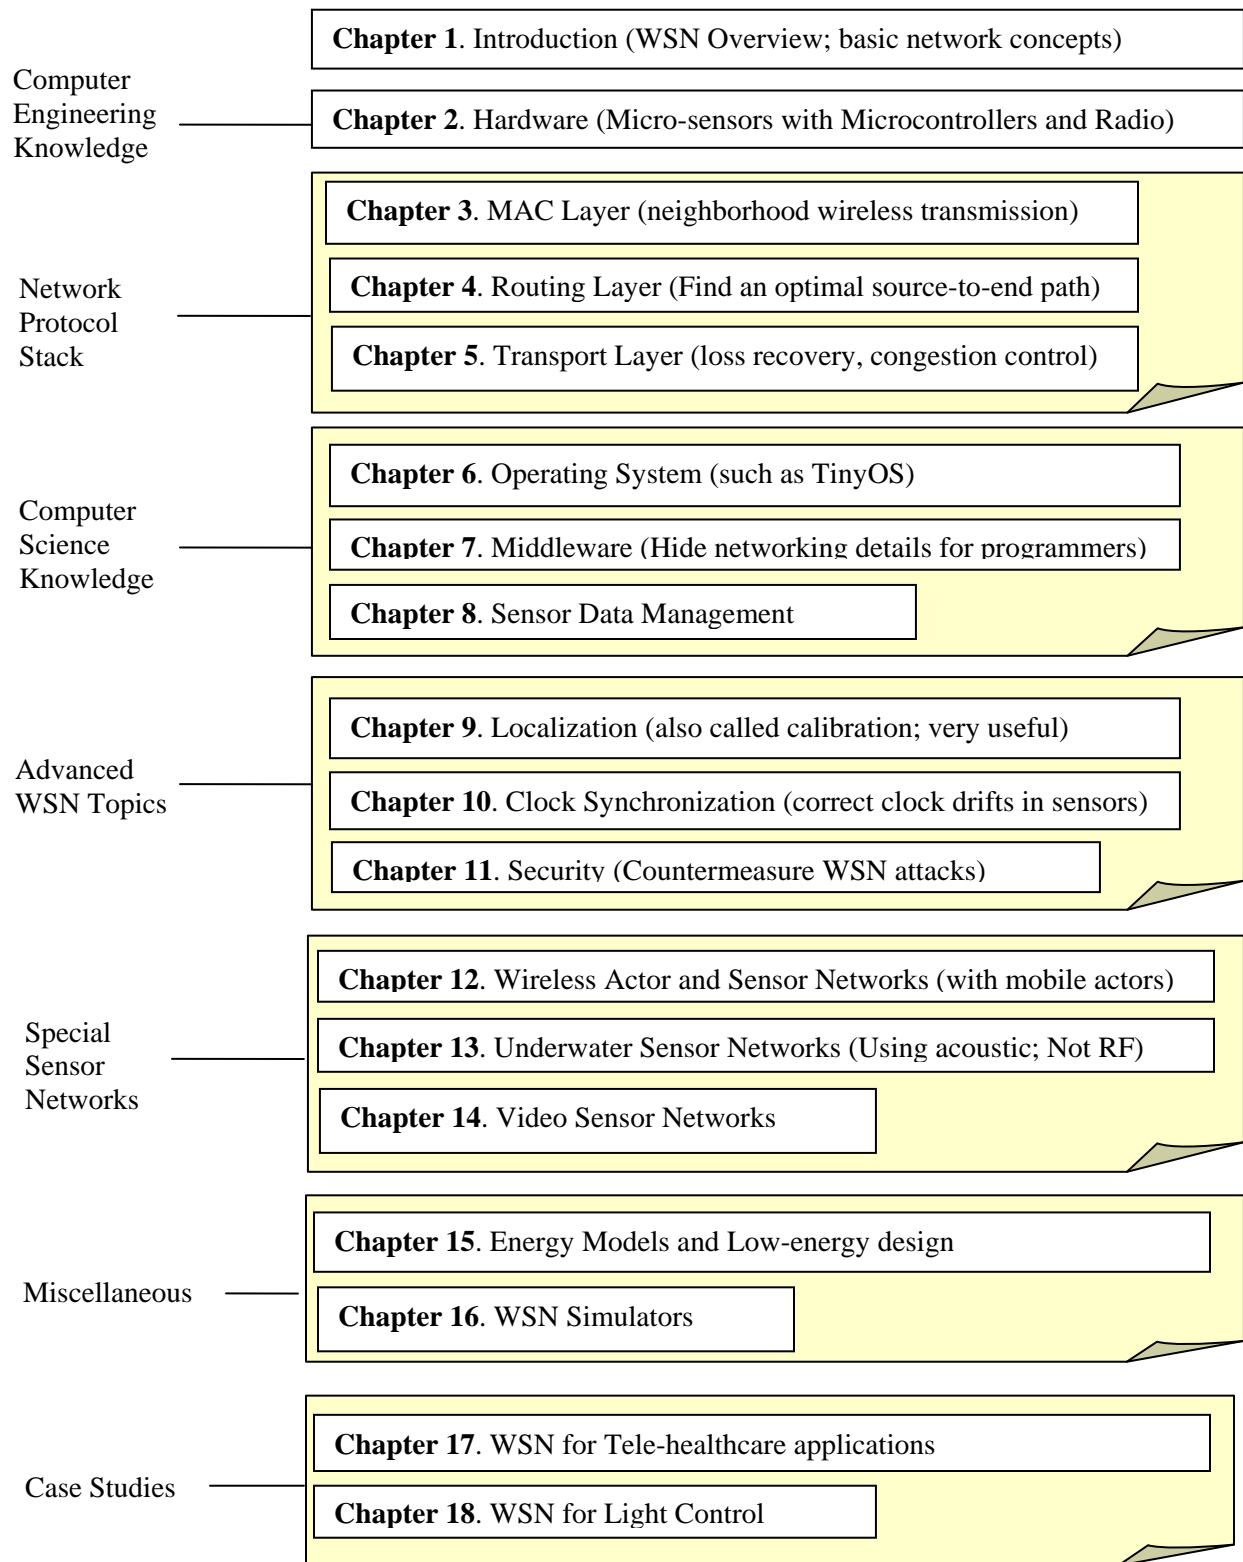 Chapter 1. Introduction (WSN Overview; basic network concepts)
Computer
Engineering
Knowledge
Chapter 2. Hardware (Micro-sensors with Microcontrollers and Radio)
Network
Protocol
Stack
Chapter 3. MAC Layer (neighborhood wireless transmission)
Chapter 4. Routing Layer (Find an optimal source-to-end path)
Chapter 5. Transport Layer (loss recovery, congestion control)
Computer
Science
Knowledge
Chapter 6. Operating System (such as TinyOS)
Chapter 7. Middleware (Hide networking details for programmers)
Chapter 8. Sensor Data Management
Advanced
WSN Topics
Chapter 9. Localization (also called calibration; very useful)
Chapter 10. Clock Synchronization (correct clock drifts in sensors)
Chapter 11. Security (Countermeasure WSN attacks)
Special
Sensor
Networks
Chapter 12. Wireless Actor and Sensor Networks (with mobile actors)
Chapter 13. Underwater Sensor Networks (Using acoustic; Not RF)
Chapter 14. Video Sensor Networks
Miscellaneous
Chapter 15. Energy Models and Low-energy design
Chapter 16. WSN Simulators
Case Studies
Chapter 17. WSN for Tele-healthcare applications
Chapter 18. WSN for Light Control